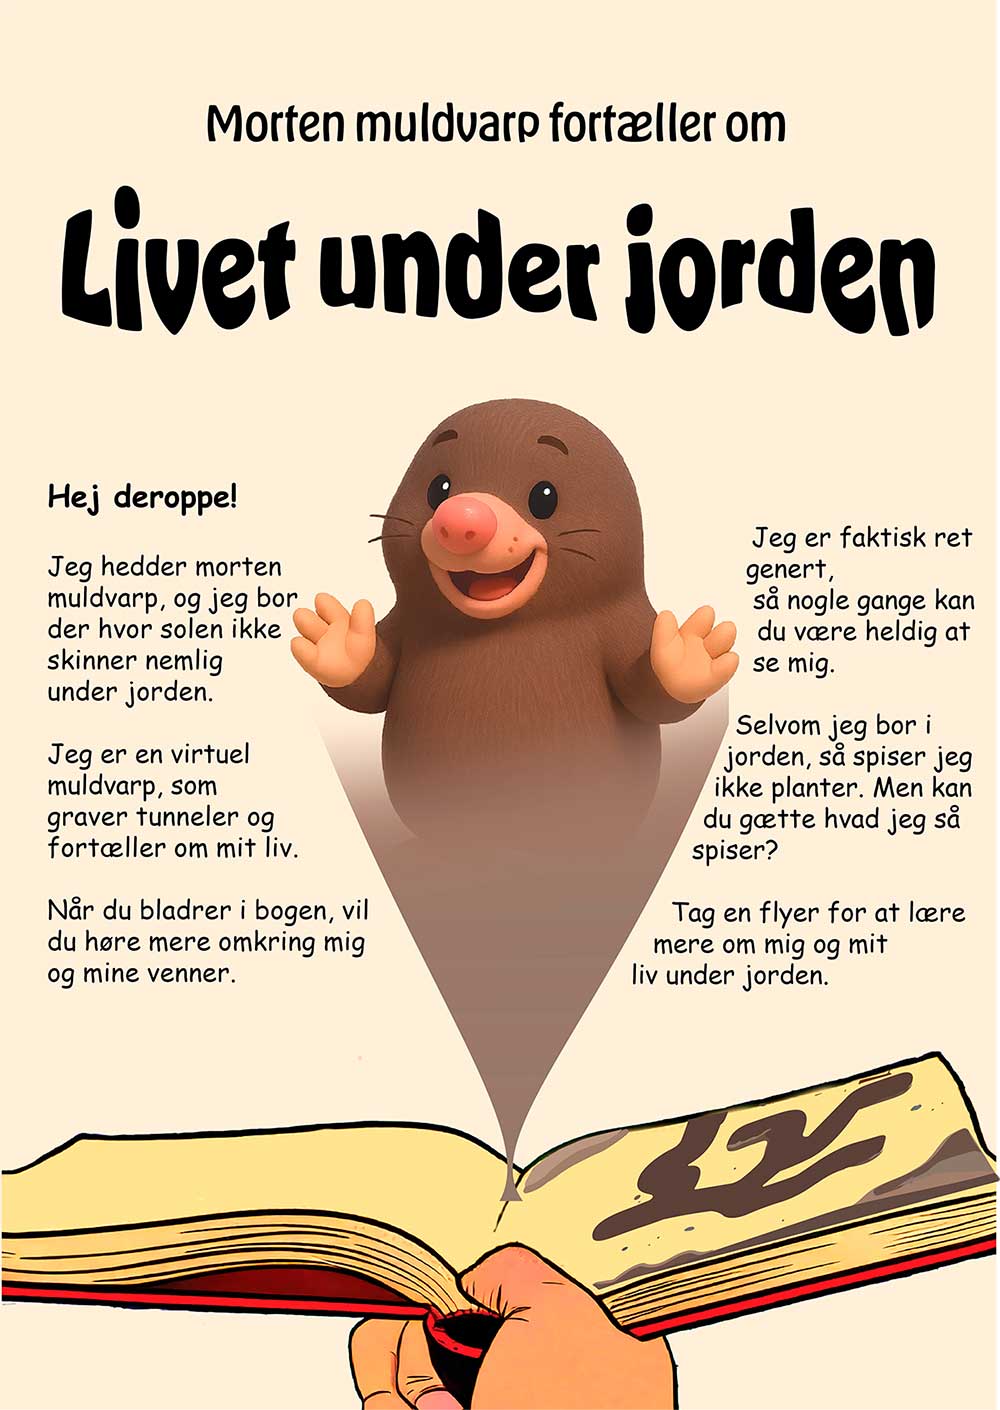 Morten muldvarp fortæller om
Livet under jorden
Hej deroppe!
Jeg hedder morten
muldvarp, og jeg bor
der hvor solen ikke
skinner nemlig
under jorden.
Jeg er en virtuel
muldvarp, som
graver tunneler og
fortæller om mit liv.
Når du bladrer i bogen, vil
du høre mere omkring mig
og mine venner.
Jeg er faktisk ret
genert,
så nogle gange kan
du være heldig at
se mig.
Selvom jeg bor i
jorden, så spiser jeg
ikke planter. Men kan
du gætte hvad jeg så
spiser?
Tag en flyer for at lære
mere om mig og mit
liv under jorden.